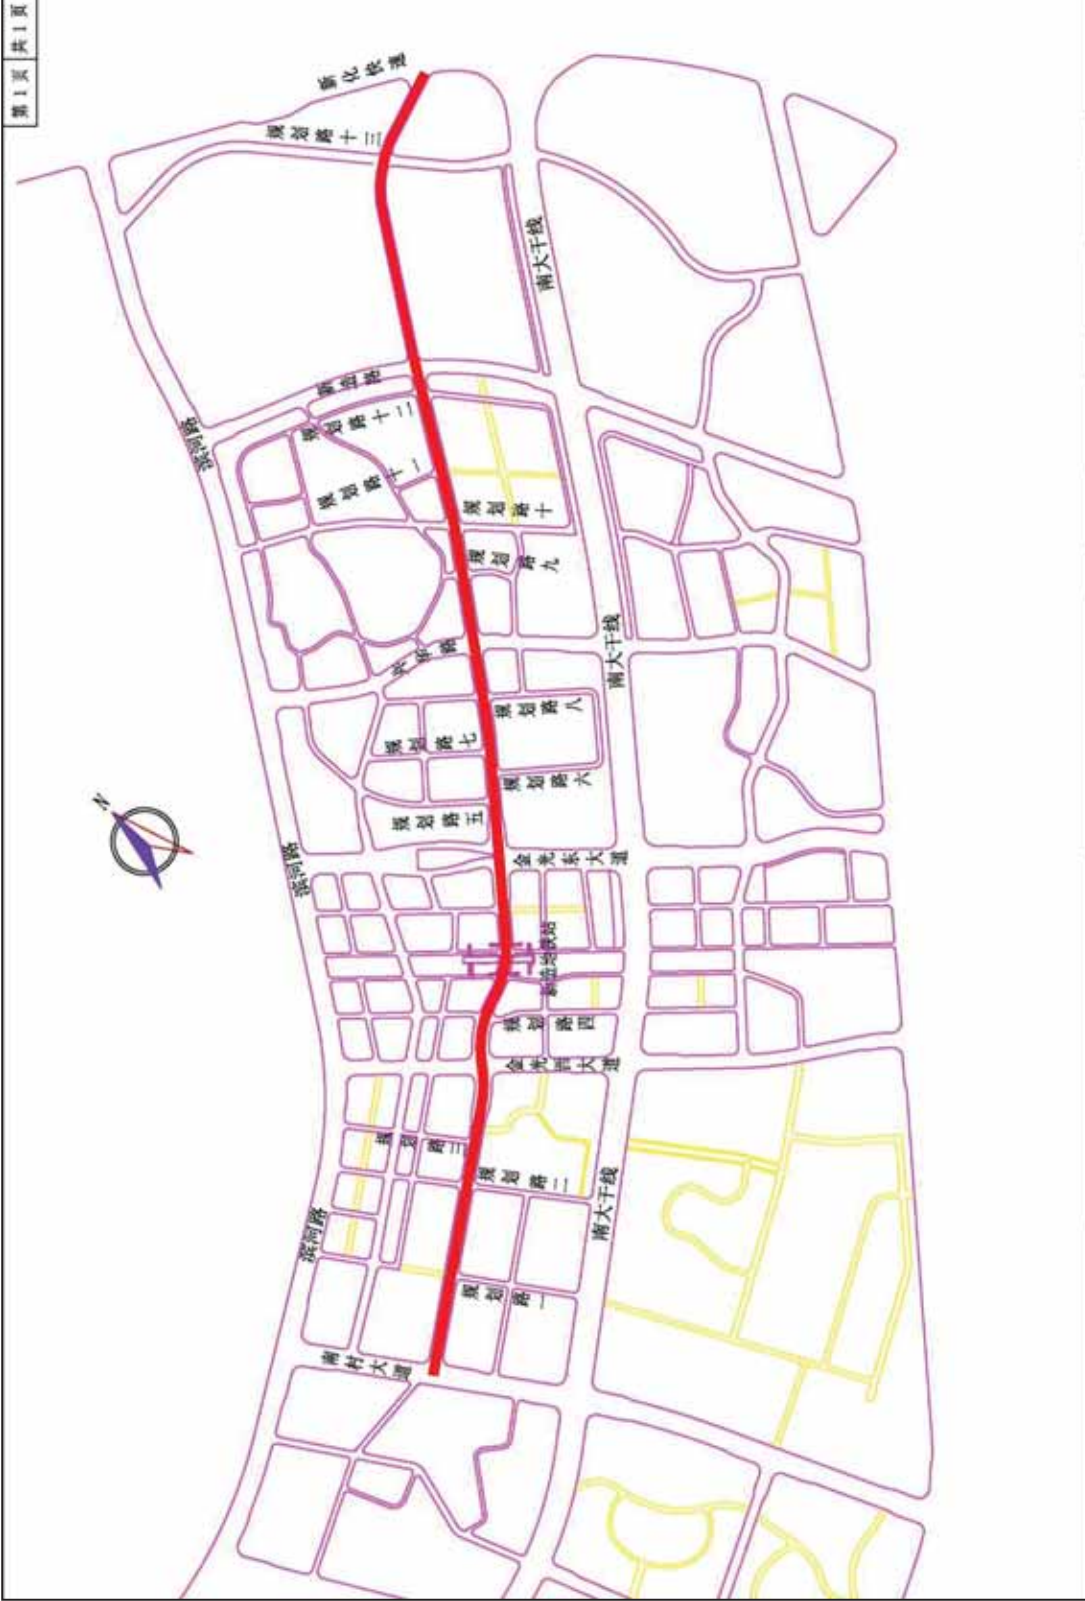 第 1 页 共 1 页
新化快速
规划路十三
南大干线
新造路
滨河路
规划路十二
规划路十一
规划路十
规划路九
南大干线
兴华路
规划路八
规划路七
规划路六
规划路五
N
滨河路
金光东大道
新造地铁站
规划路四
金光西大道
规划路三
规划路二
南大干线
滨河路
规划路一
南村大道